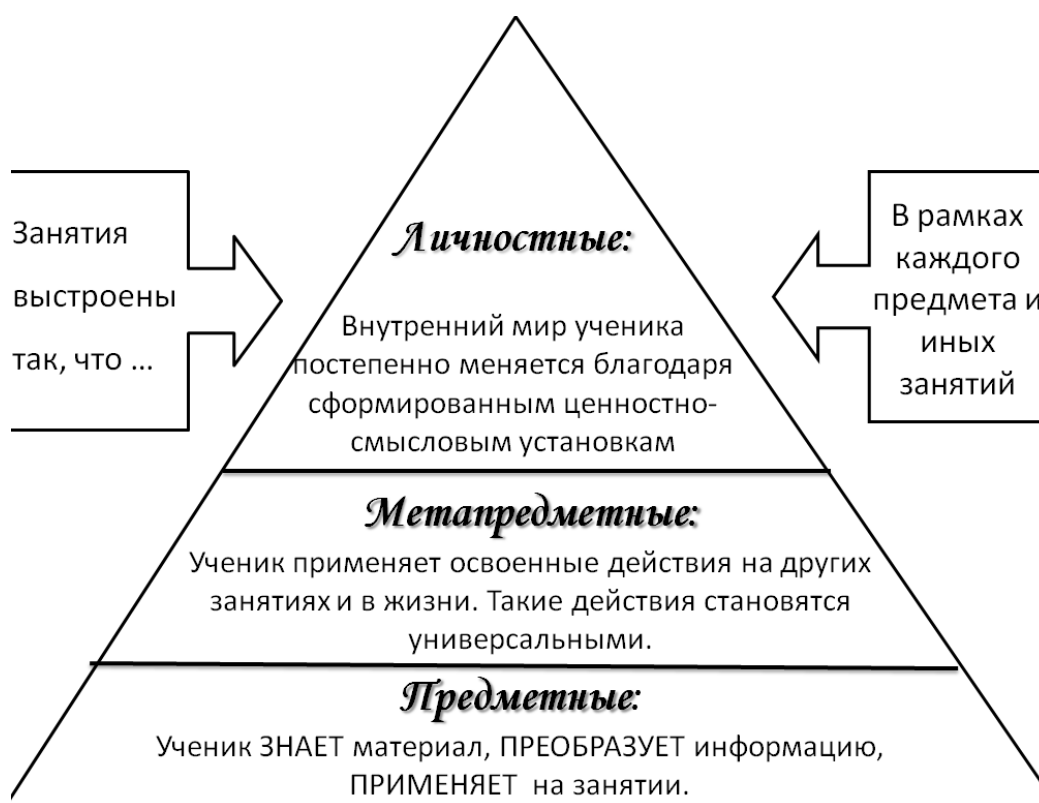 Занятия
выстроены
так, что ...
Личностные:
Внутренний мир ученика
постепенно меняется благодаря
сформированным ценностно-
смысловым установкам
В рамках
каждого
предмета и
иных
занятий
Метапредметные:
Ученик применяет освоенные действия на других
занятиях и в жизни. Такие действия становятся
универсальными.
Предметные:
Ученик ЗНАЕТ материал, ПРЕОБРАЗУЕТ информацию,
ПРИМЕНЯЕТ на занятии.